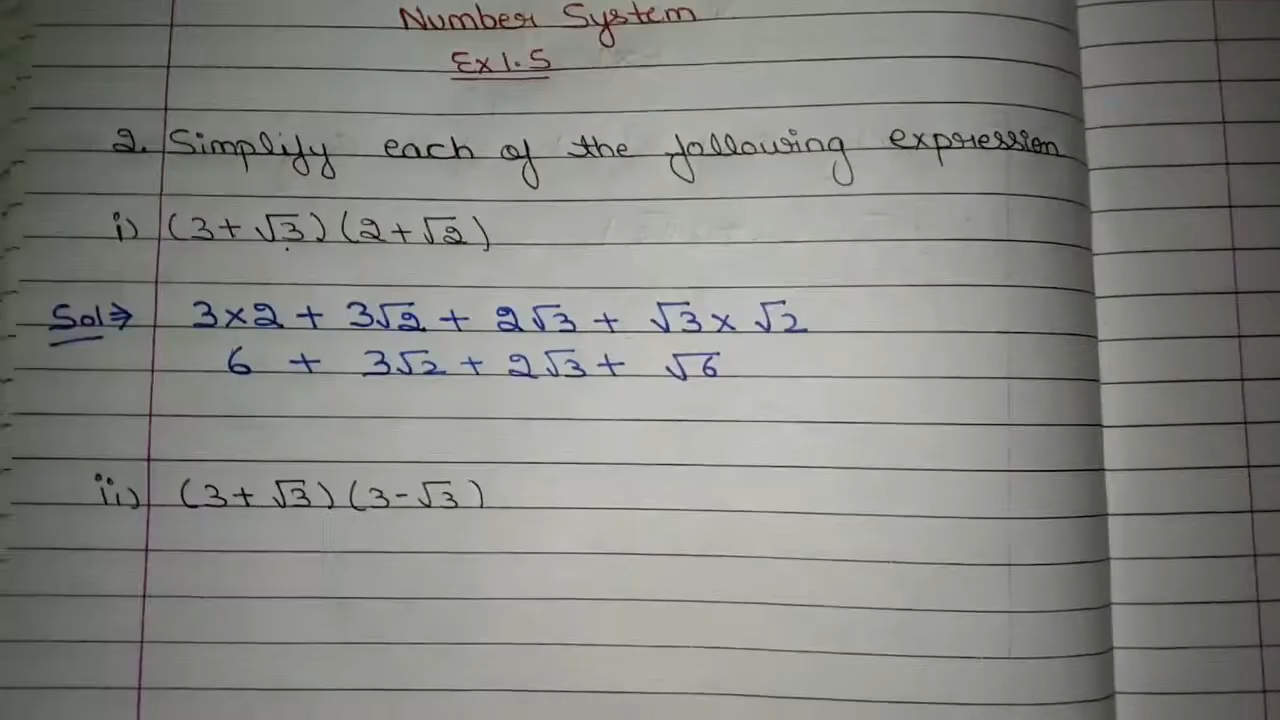 Number System
Ex 1.5
2. Simplify each of the following expression
i) (3+√3)(2+√2)
Sol⇒ 3×2 + 3√2 + 2√3 + √3×√2
6 + 3√2 + 2√3 + √6
ii) (3+√3)(3-√3)